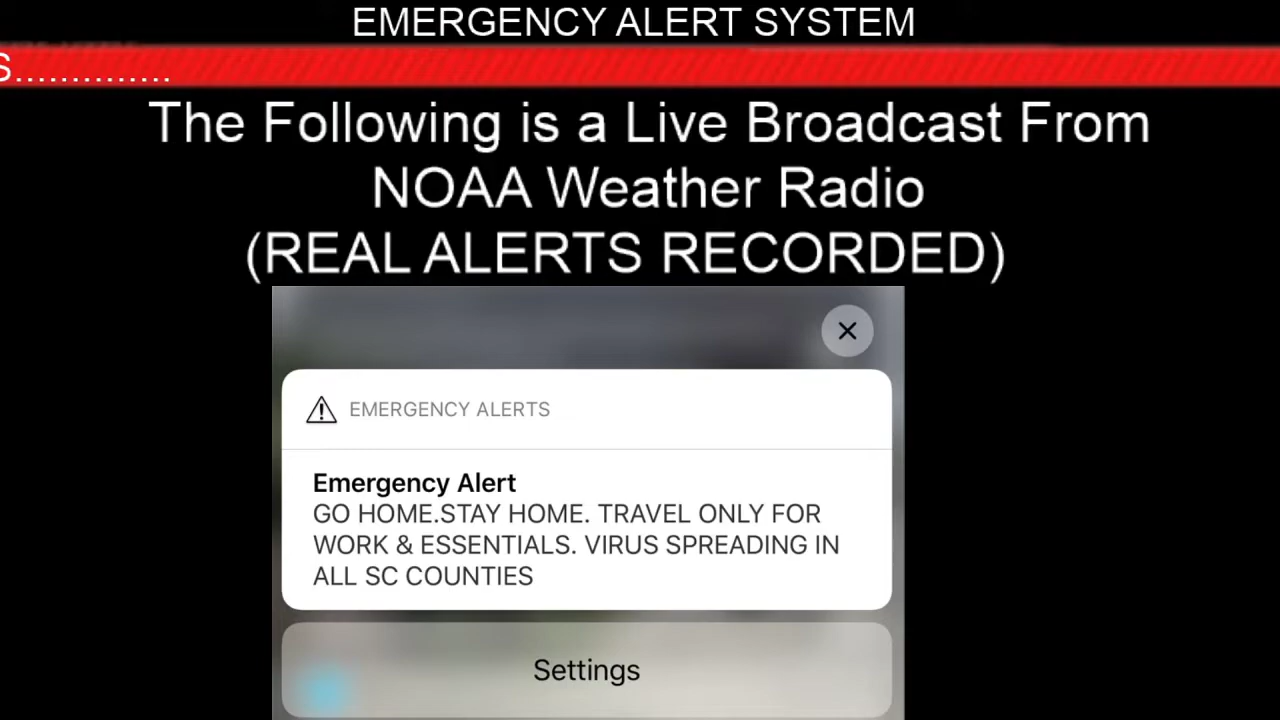 EMERGENCY ALERT SYSTEM
S..............
The Following is a Live Broadcast From
NOAA Weather Radio
(REAL ALERTS RECORDED)
EMERGENCY ALERTS
Emergency Alert
GO HOME.STAY HOME. TRAVEL ONLY FOR
WORK & ESSENTIALS. VIRUS SPREADING IN
ALL SC COUNTIES
Settings